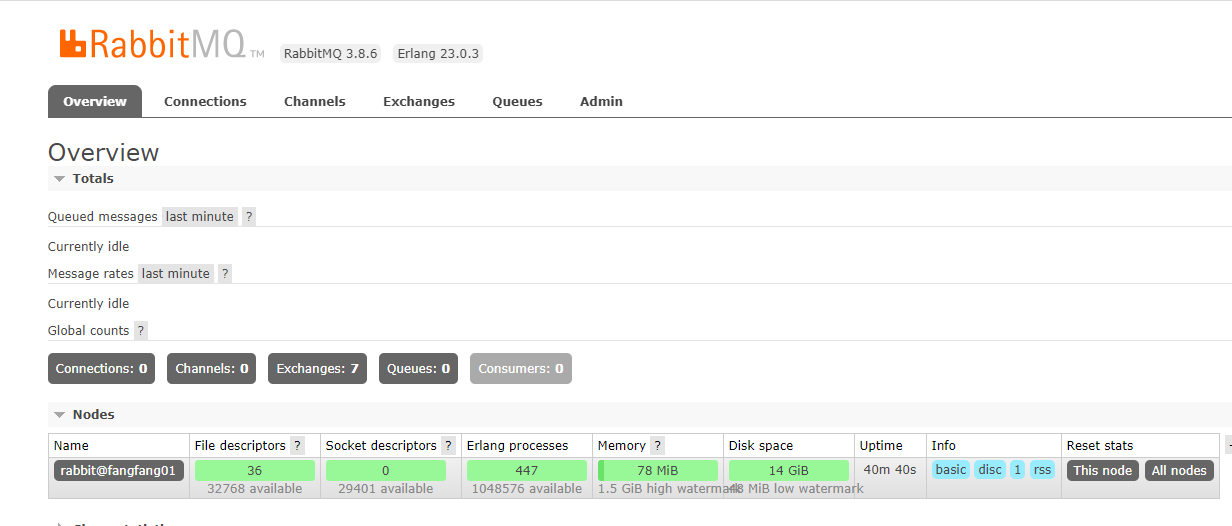 RabbitMQ TM RabbitMQ 3.8.6 Erlang 23.0.3
Overview Connections Channels Exchanges Queues Admin
Overview
Totals
Queued messages last minute ?
Currently idle
Message rates last minute ?
Currently idle
Global counts ?
Connections: 0 Channels: 0 Exchanges: 7 Queues: 0 Consumers: 0
Nodes
Name File descriptors ? Socket descriptors ? Erlang processes Memory ? Disk space Uptime Info Reset stats
rabbit@fangfang01 36 0 447 78 MiB 14 GiB 40m 40s basic disc 1 rss This node All nodes
32768 available 29401 available 1048576 available 1.5 GiB high watermark 48 MiB low watermark